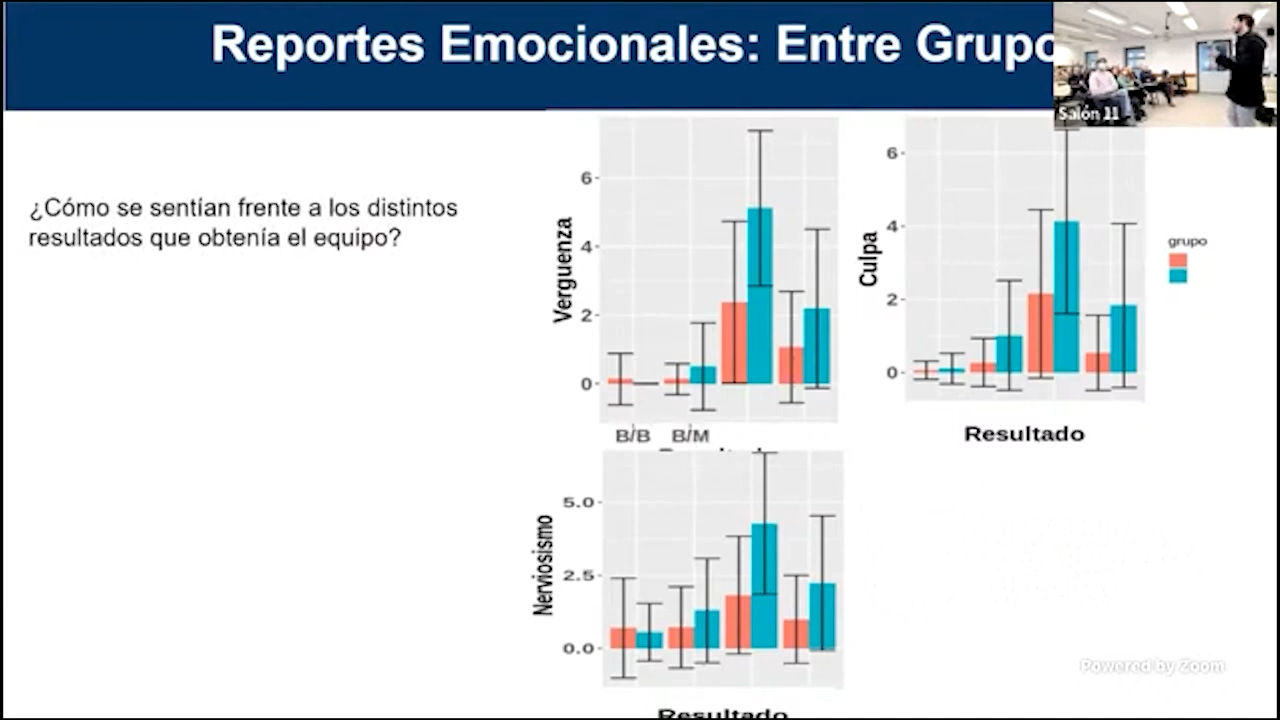 Reportes Emocionales: Entre Grupo
Salón 11
¿Cómo se sentían frente a los distintos
resultados que obtenía el equipo?
Verguenza
6
4
2
0
B/B B/M
Culpa
6
4
2
0
Resultado
grupo
Nerviosismo
5.0
2.5
0.0
Resultado
Powered by Zoom